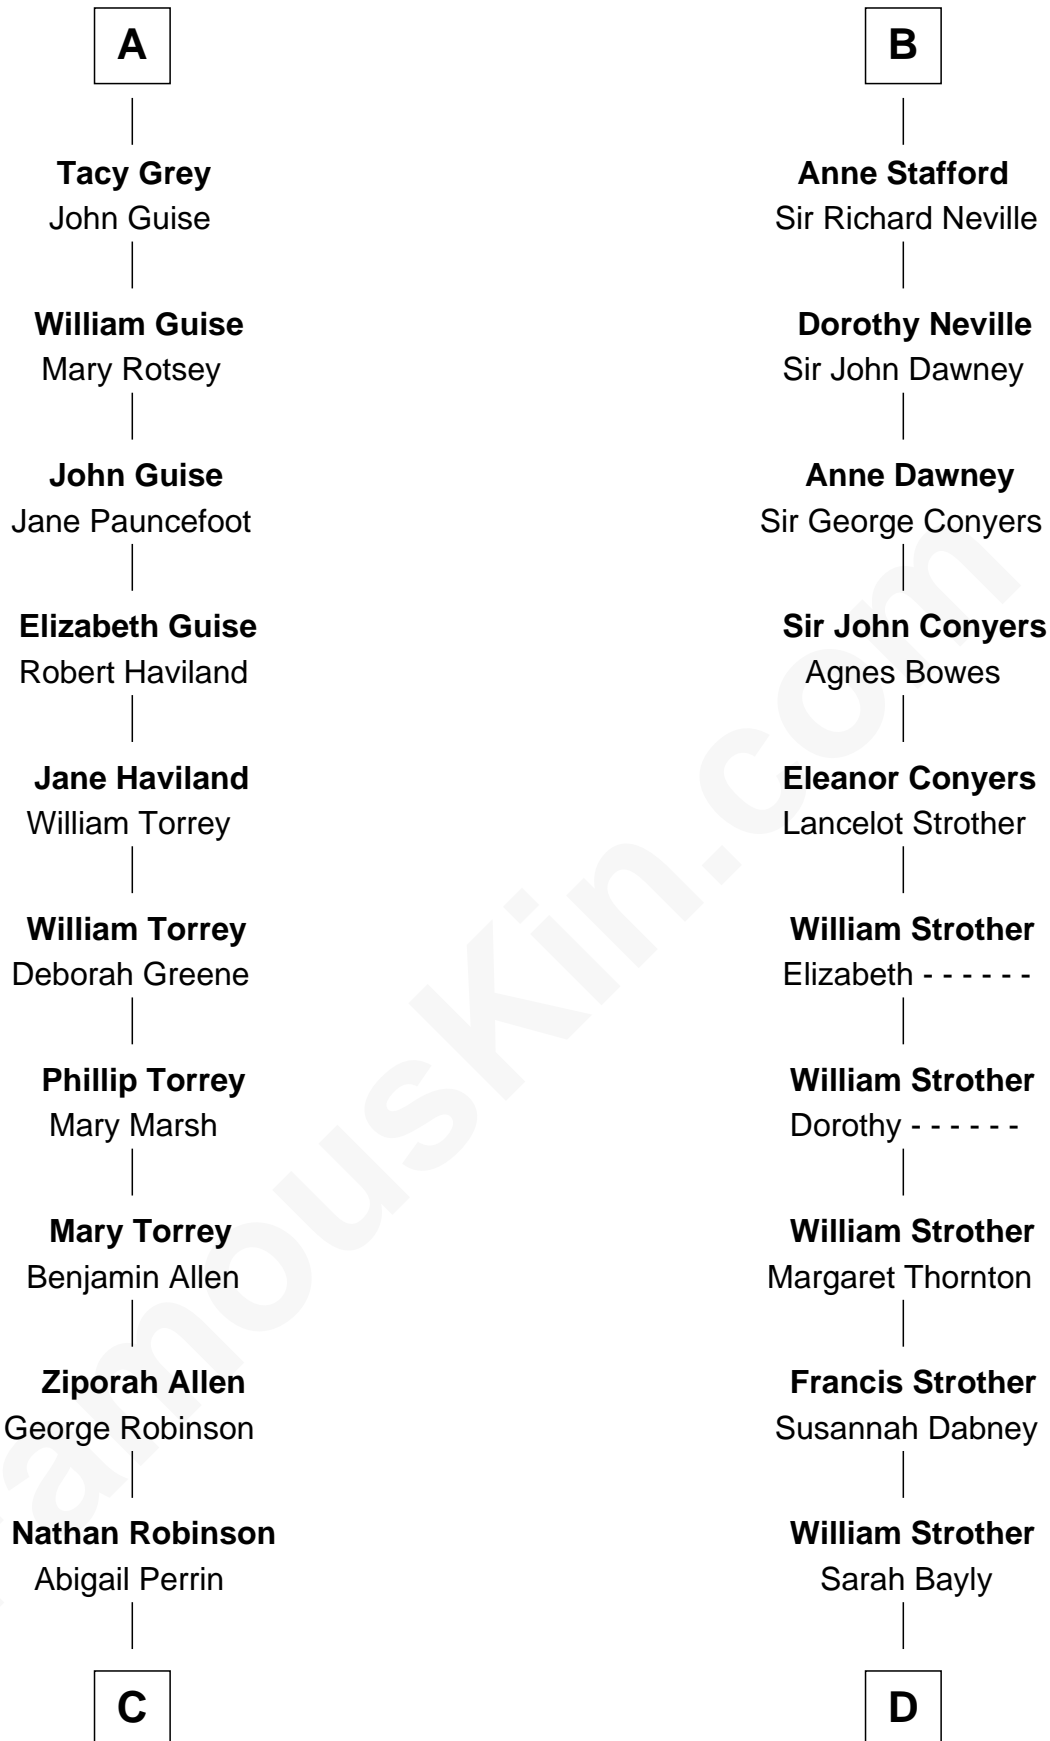 A
Tacy Grey
John Guise
William Guise
Mary Rotsey
John Guise
Jane Pauncefoot
Elizabeth Guise
Robert Haviland
Jane Haviland
William Torrey
William Torrey
Deborah Greene
Phillip Torrey
Mary Marsh
Mary Torrey
Benjamin Allen
Ziporah Allen
George Robinson
Nathan Robinson
Abigail Perrin
C
B
Anne Stafford
Sir Richard Neville
Dorothy Neville
Sir John Dawney
Anne Dawney
Sir George Conyers
Sir John Conyers
Agnes Bowes
Eleanor Conyers
Lancelot Strother
William Strother
Elizabeth - - - - - -
William Strother
Dorothy - - - - - -
William Strother
Margaret Thornton
Francis Strother
Susannah Dabney
William Strother
Sarah Bayly
D
famouskin.com